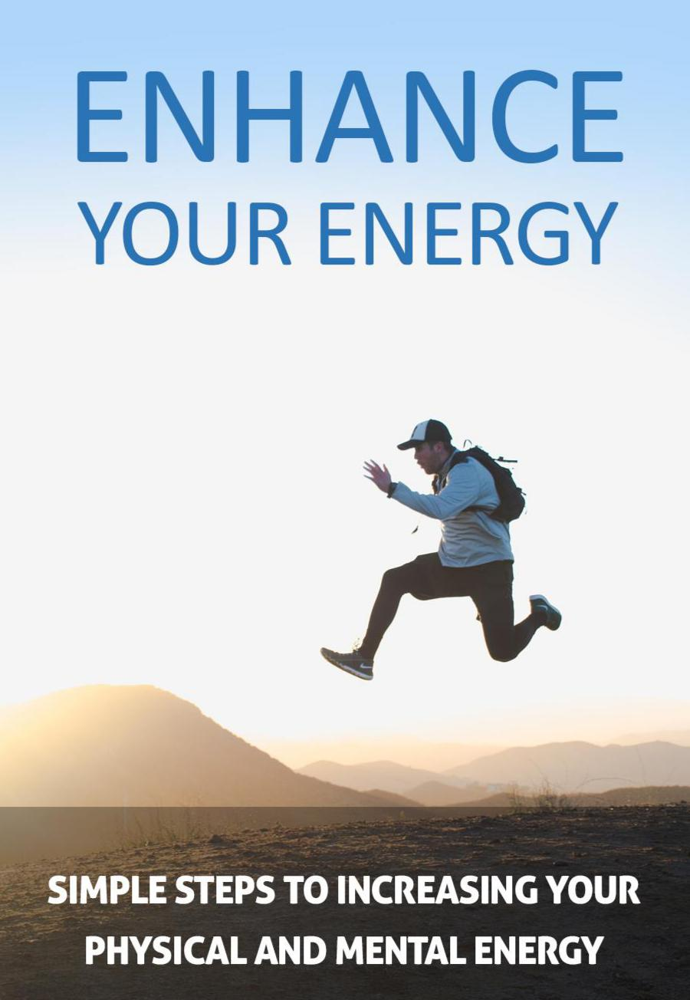 ENHANCE
YOUR ENERGY
SIMPLE STEPS TO INCREASING YOUR
PHYSICAL AND MENTAL ENERGY